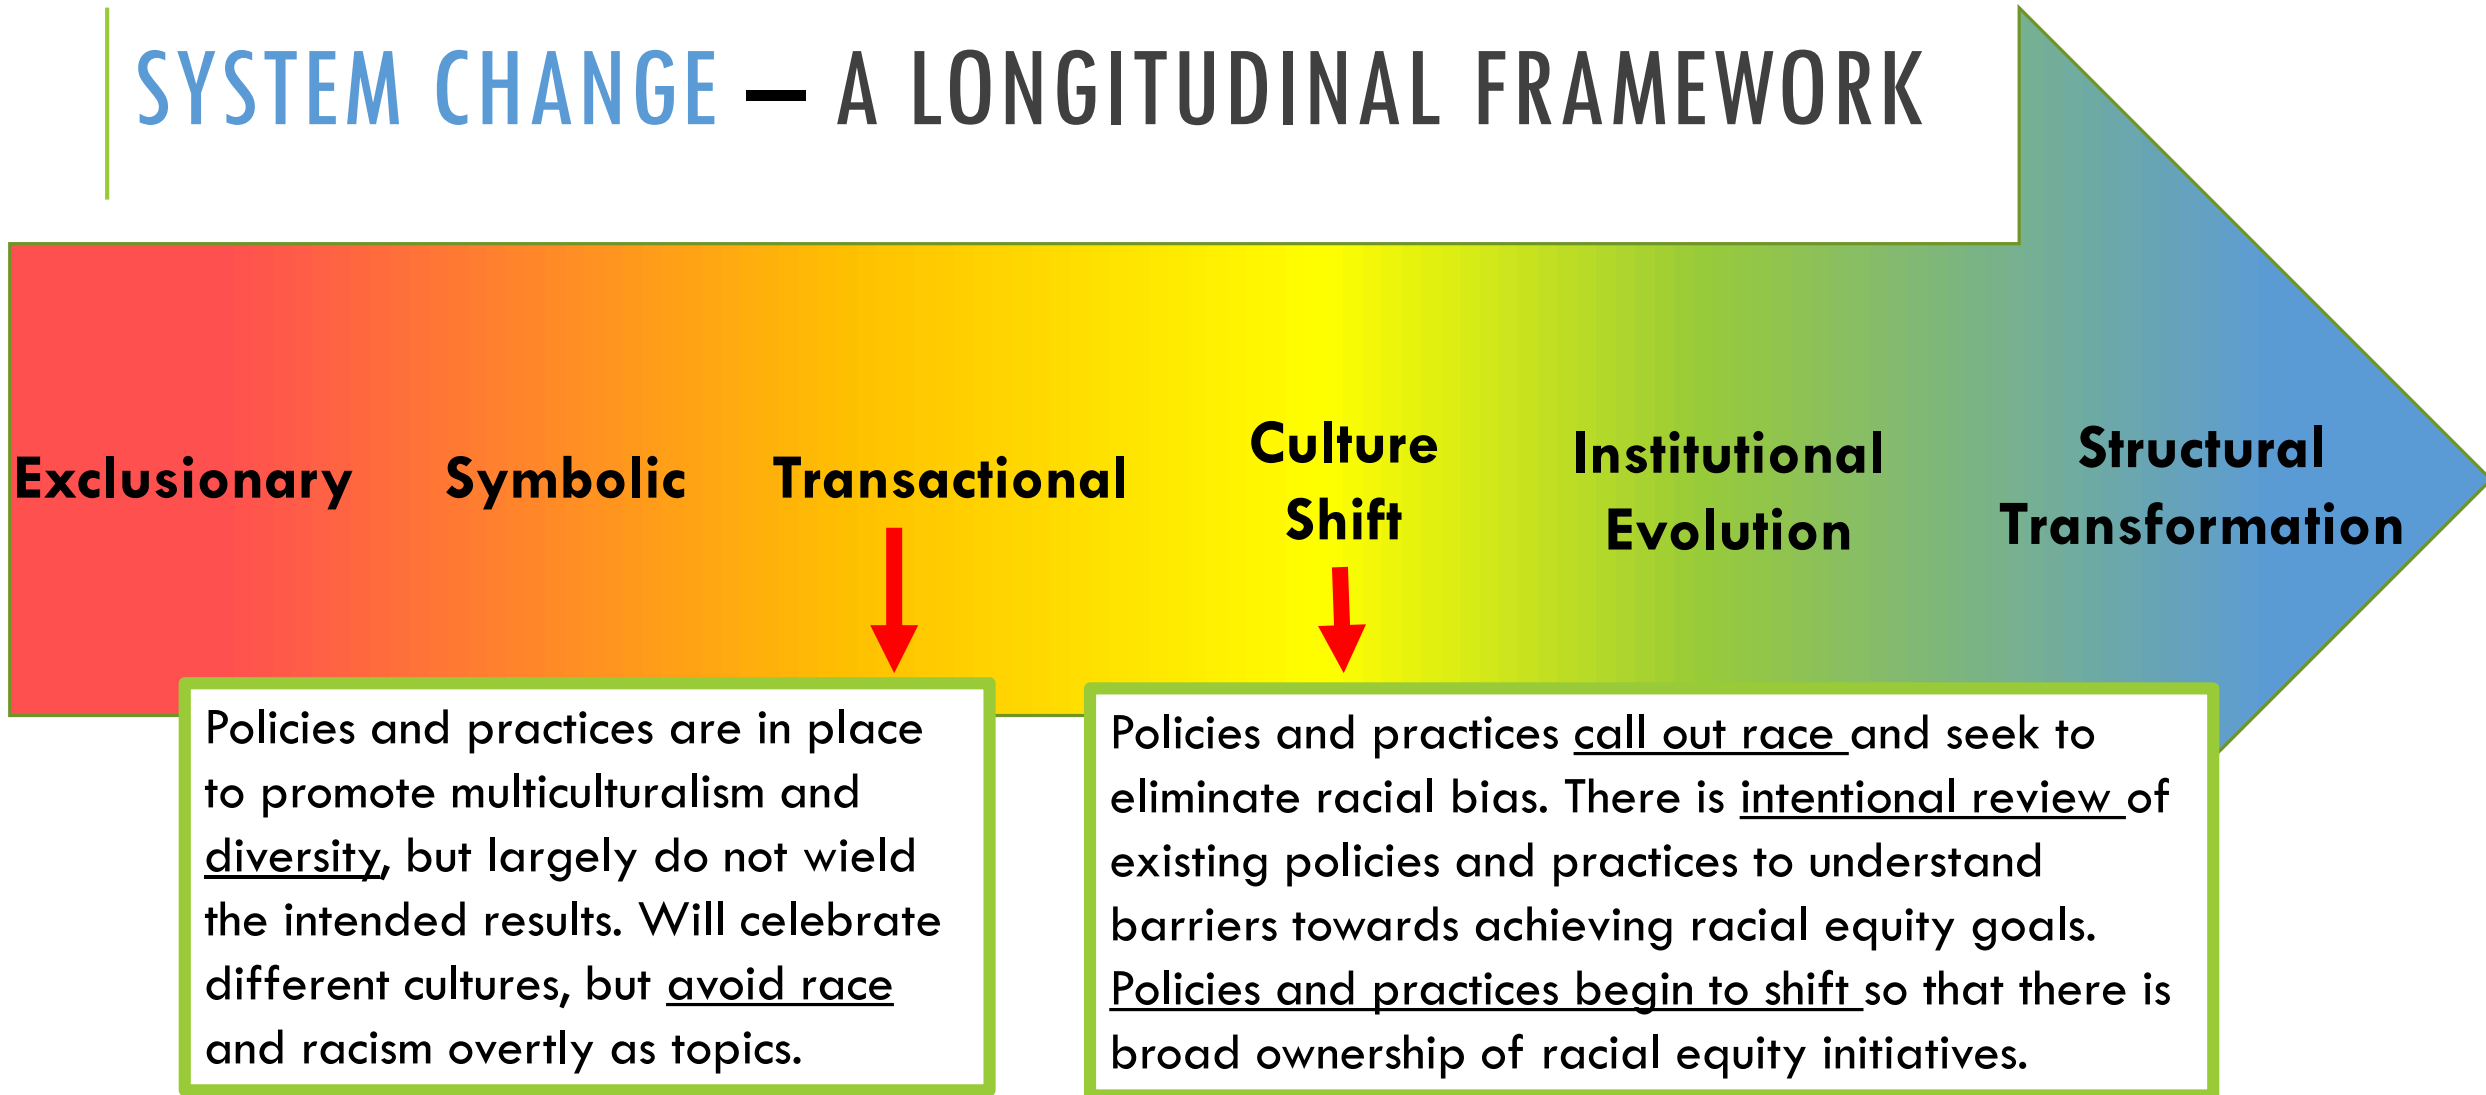 SYSTEM CHANGE — A LONGITUDINAL FRAMEWORK
Exclusionary
Symbolic
Transactional
Culture
Shift
Institutional
Evolution
Structural
Transformation
Policies and practices are in place
to promote multiculturalism and
diversity, but largely do not wield
the intended results. Will celebrate
different cultures, but avoid race
and racism overtly as topics.
Policies and practices call out race and seek to
eliminate racial bias. There is intentional review of
existing policies and practices to understand
barriers towards achieving racial equity goals.
Policies and practices begin to shift so that there is
broad ownership of racial equity initiatives.